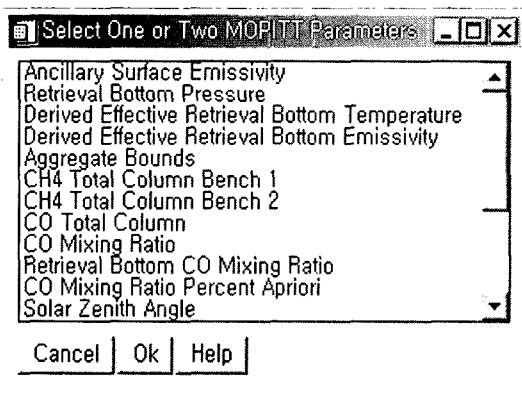 Select One or Two MOPITT Parameters
Ancillary Surface Emissivity
Retrieval Bottom Pressure
Derived Effective Retrieval Bottom Temperature
Derived Effective Retrieval Bottom Emissivity
Aggregate Bounds
CH4 Total Column Bench 1
CH4 Total Column Bench 2
CO Total Column
CO Mixing Ratio
Retrieval Bottom CO Mixing Ratio
CO Mixing Ratio Percent Apriori
Solar Zenith Angle
Cancel Ok Help